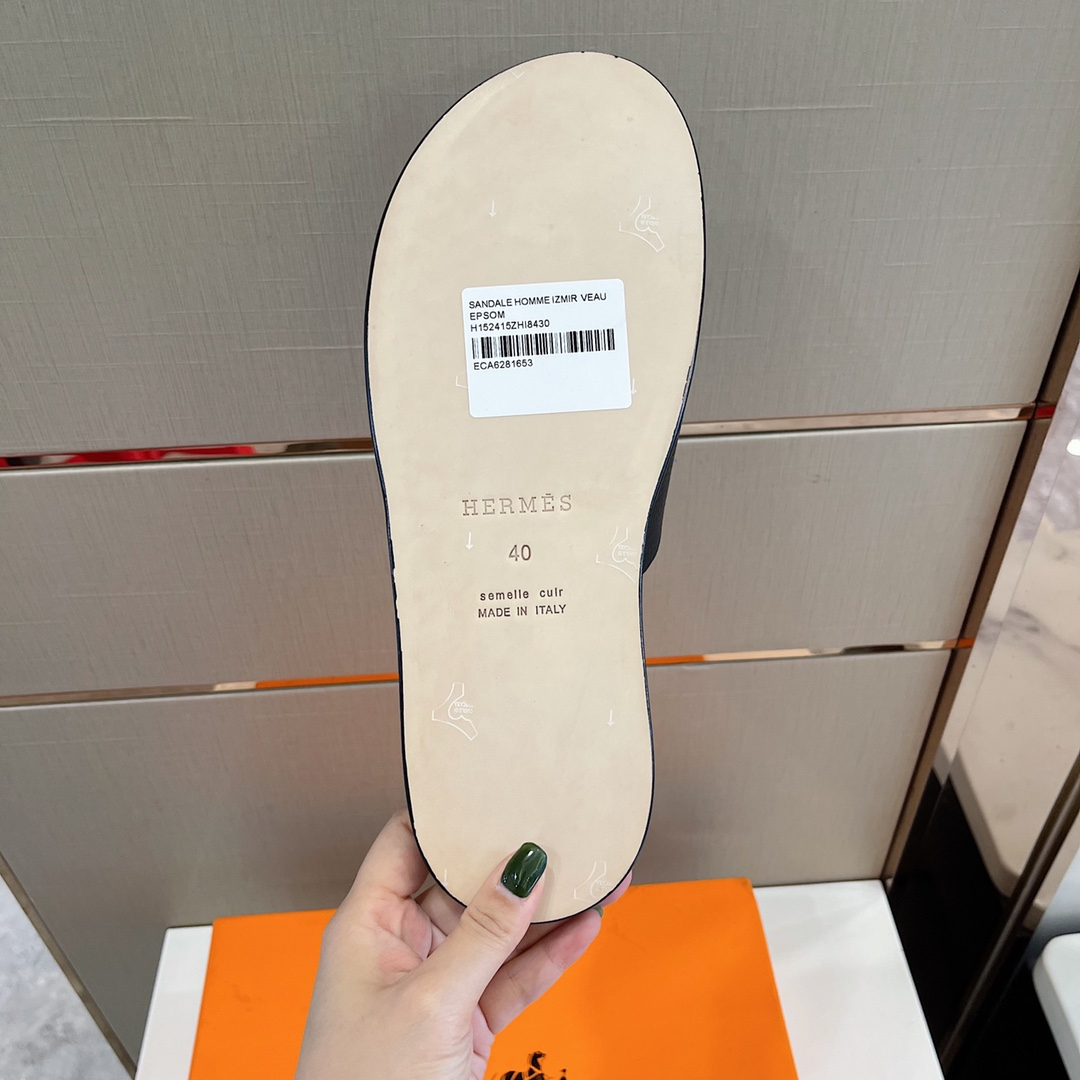 SANDALE HOMME IZMIR VEAU
EPSOM
H152415ZHI8430
ECA6281653
HERMÈS
40
semelle cuir
MADE IN ITALY